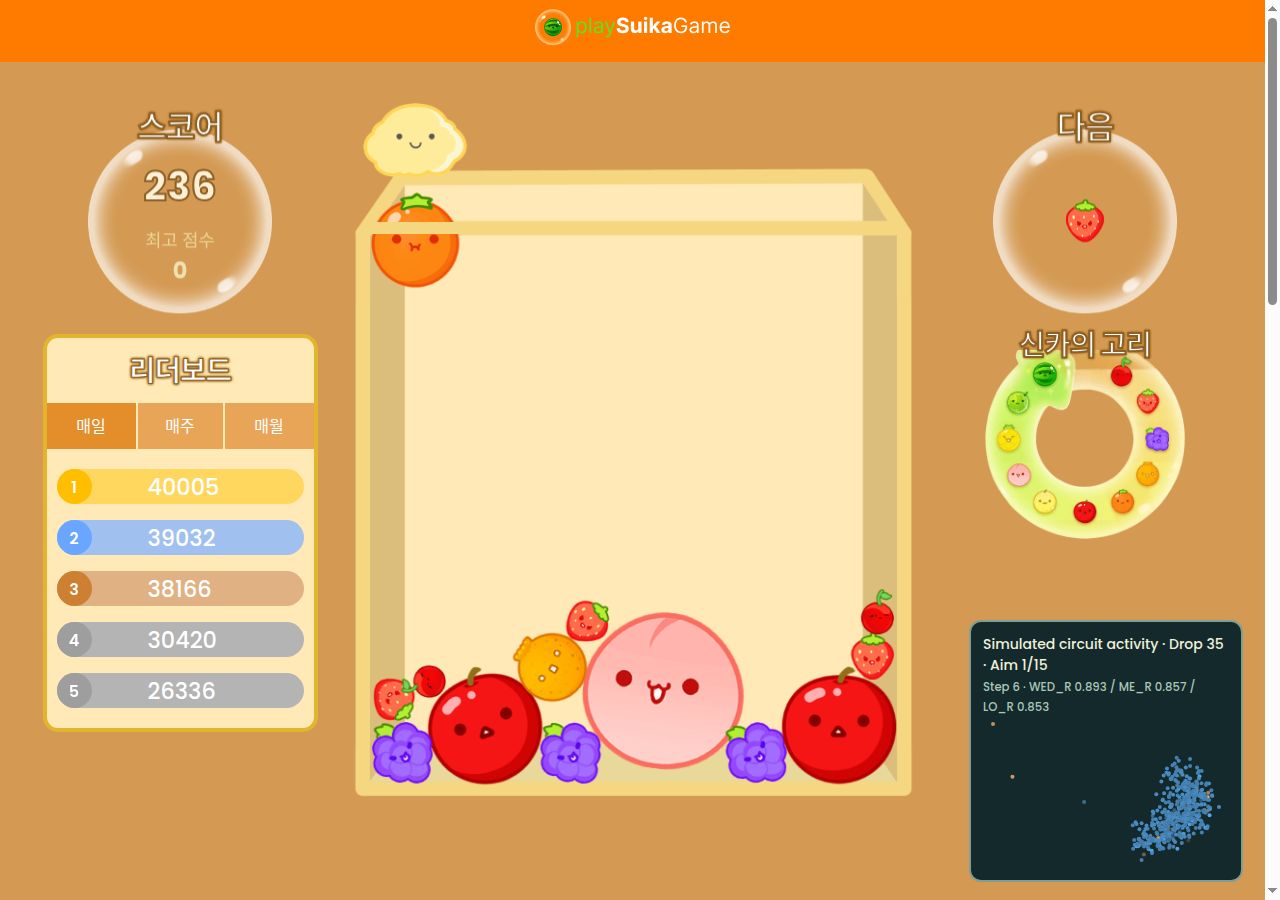 playSuikaGame
스코어
236
최고 점수
0
다음
신카의 고리
리더보드
매일 매주 매월
1 40005
2 39032
3 38166
4 30420
5 26336
Simulated circuit activity · Drop 35
· Aim 1/15
Step 6 · WED_R 0.893 / ME_R 0.857 /
LO_R 0.853